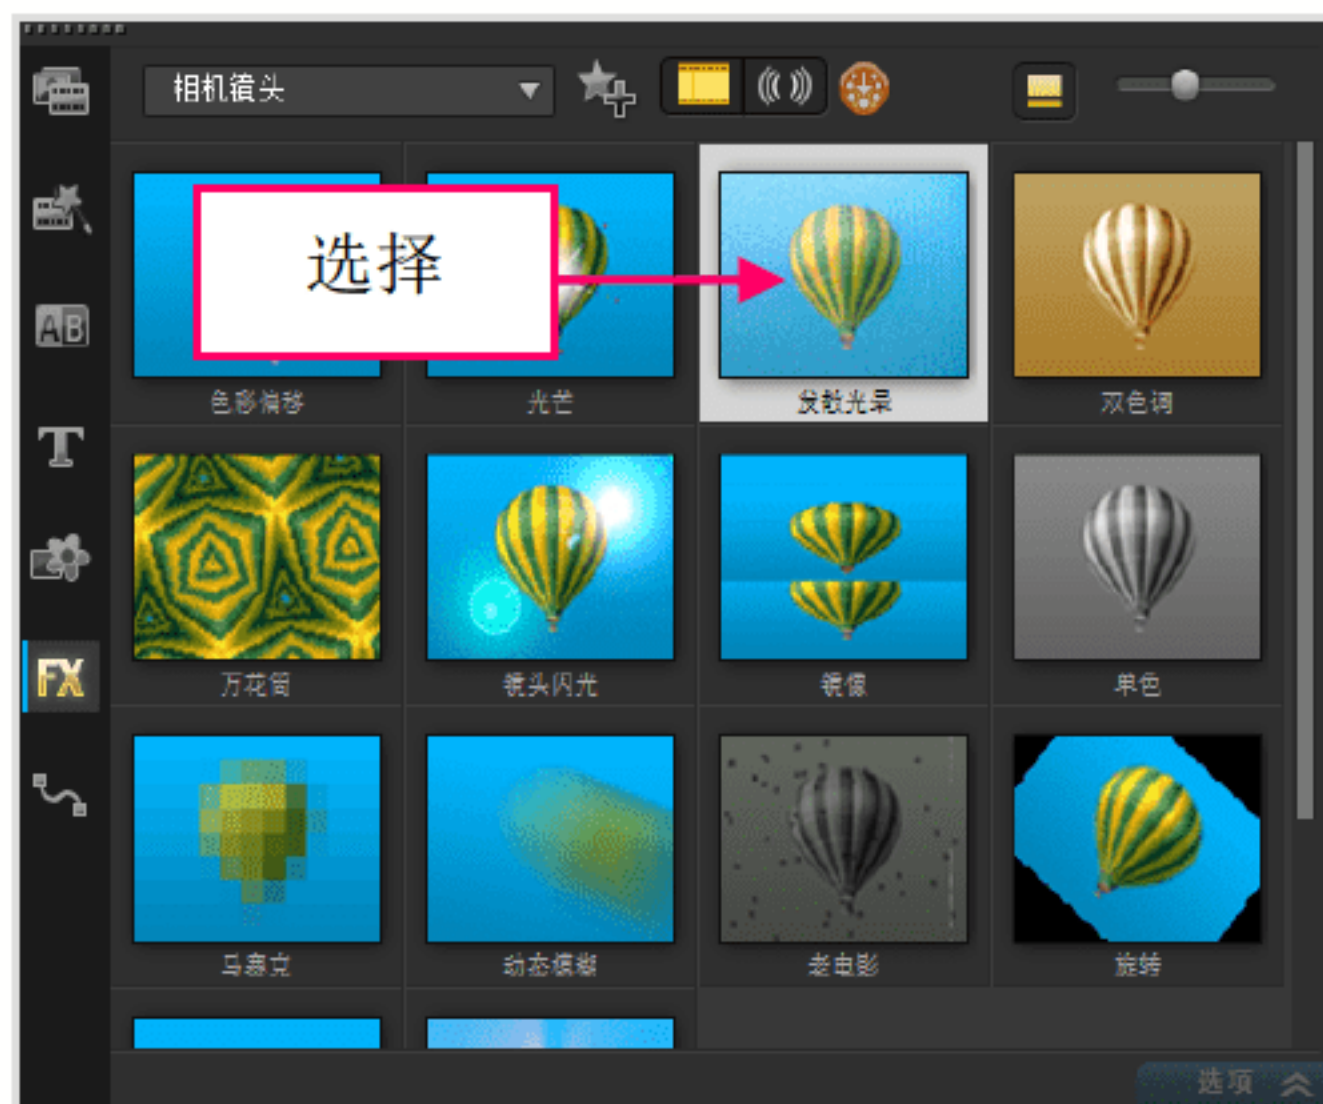 相机镜头
选择
色彩偏移
光芒
发散光晕
双色调
AB
T
万花筒
镜头闪光
镜像
单色
FX
马赛克
动态模糊
老电影
旋转
选项